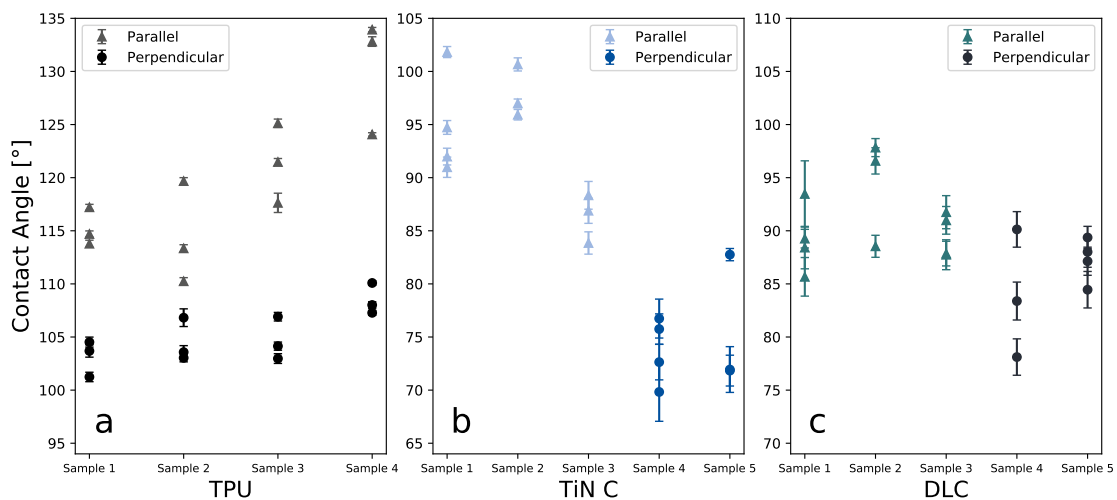 Contact Angle [°]
135
130
125
120
115
110
105
100
95
Parallel
Perpendicular
a
Sample 1 Sample 2 Sample 3 Sample 4
TPU
105
100
95
90
85
80
75
70
65
Parallel
Perpendicular
b
Sample 1 Sample 2 Sample 3 Sample 4 Sample 5
TiN C
110
105
100
95
90
85
80
75
70
Parallel
Perpendicular
c
Sample 1 Sample 2 Sample 3 Sample 4 Sample 5
DLC